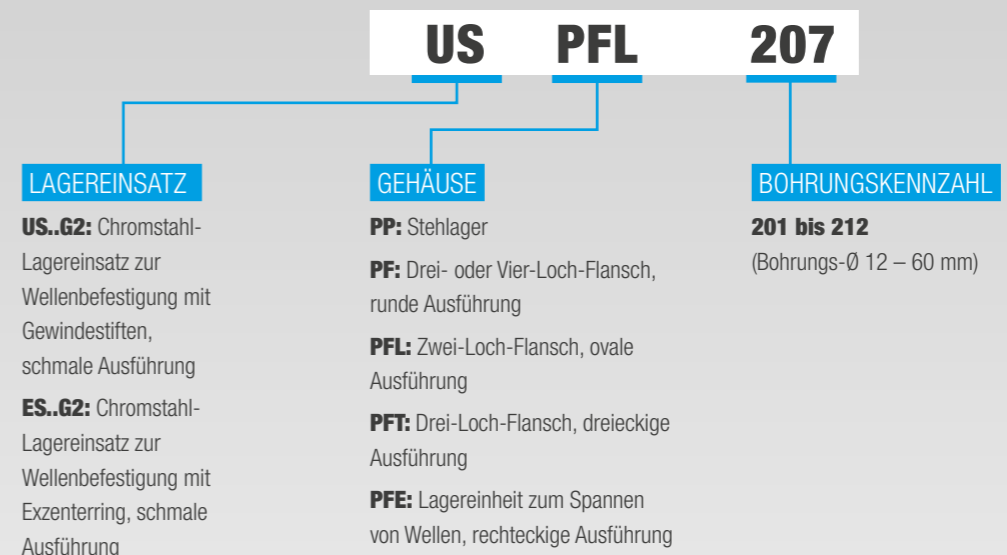 US PFL 207
LAGEREINSATZ
US..G2: Chromstahl-
Lagereinsatz zur
Wellenbefestigung mit
Gewindestiften,
schmale Ausführung
ES..G2: Chromstahl-
Lagereinsatz zur
Wellenbefestigung mit
Exzenterring, schmale
Ausführung
GEHÄUSE
PP: Stehlager
PF: Drei- oder Vier-Loch-Flansch,
runde Ausführung
PFL: Zwei-Loch-Flansch, ovale
Ausführung
PFT: Drei-Loch-Flansch, dreieckige
Ausführung
PFE: Lagereinheit zum Spannen
von Wellen, rechteckige Ausführung
BOHRUNGSKENNZAHL
201 bis 212
(Bohrungs-Ø 12 – 60 mm)